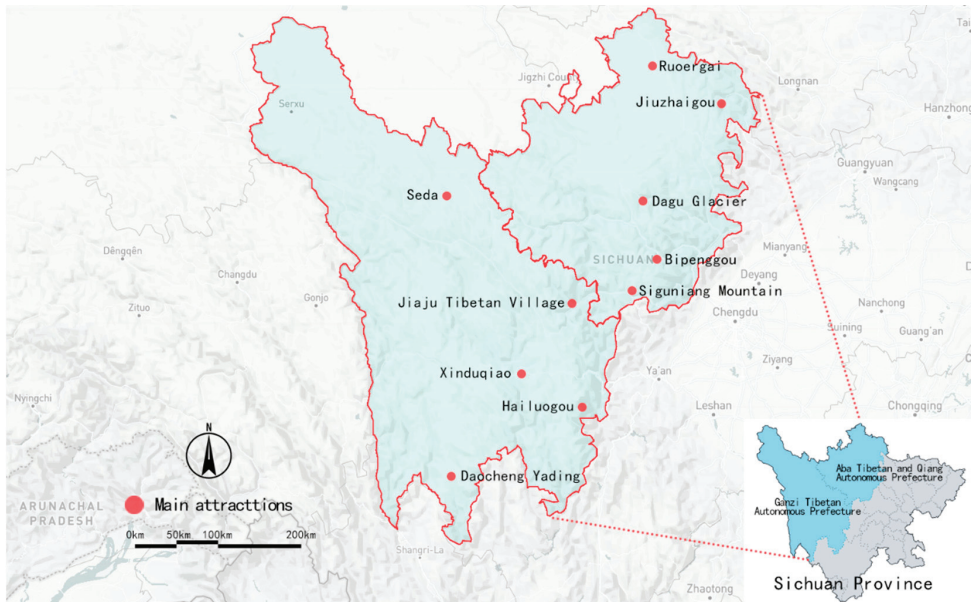 Tai
Ruoergai
Jigzhi Count
Longnan
Serxu
Jiuzhaigou
Hanzhong
Guangyuan
Wangcang
Seda
Dagu Glacier
Dêngqên
Mianyang
SICHUAN
Bipenggou
Changdu
Deyang
Siguniang Mountain
Gonjo
Jiaju Tibetan Village
Nanchong
Zituo
Chengdu
Suining
Guang'an
Xinduqiao
Ya'an
Ziyang
Nyingchi
Hailuogou
Leshan
Chongqing
N
Daocheng Yading
Aba Tibetan and Qiang
Autonomous Prefecture
Main attracttions
ARUNACHAL
PRADESH
Ganzi Tibetan
Autonomous Prefecture
0km 50km 100km 200km
Shangri-La
Sichuan Province
Zhaotong